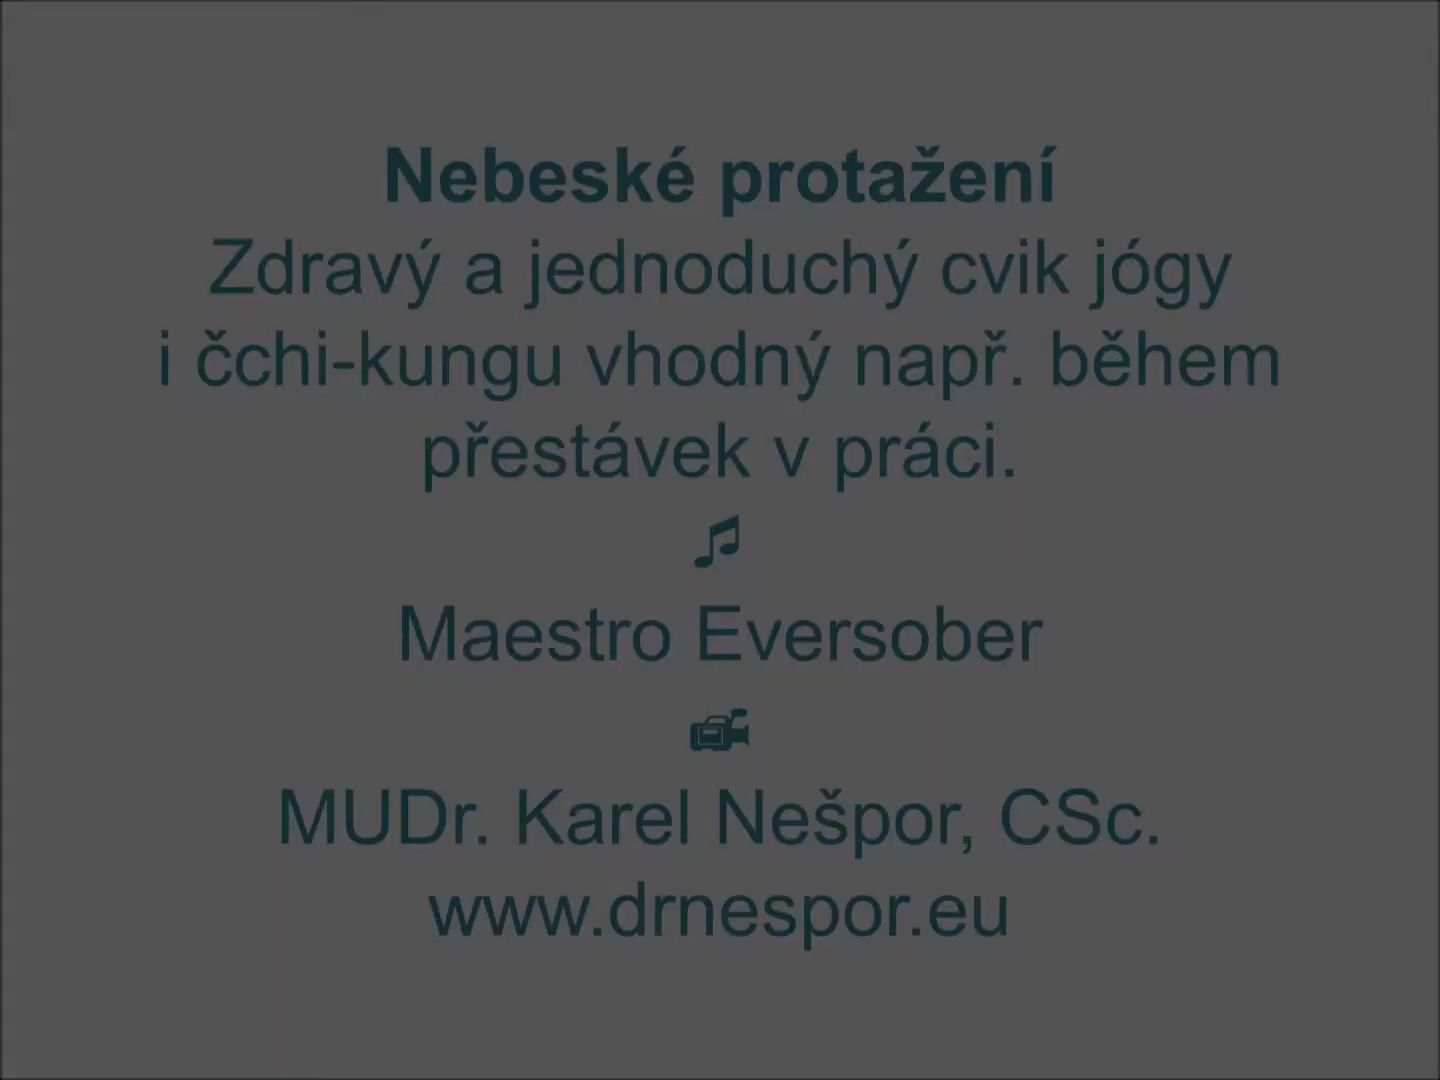 Nebeské protažení
Zdravý a jednoduchý cvik jógy
i čchi-kungu vhodný např. během
přestávek v práci.
♫
Maestro Eversober
MUDr. Karel Nešpor, CSc.
www.drnespor.eu